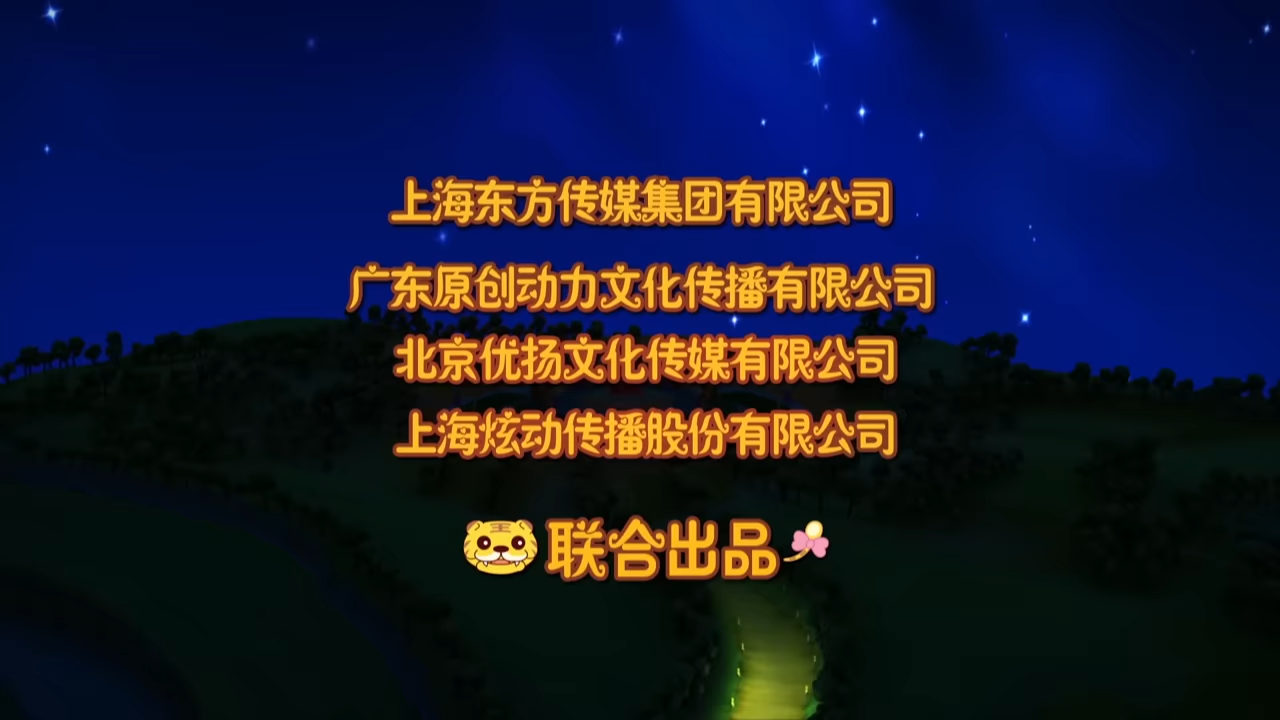 上海东方传媒集团有限公司
广东原创动力文化传播有限公司
北京优扬文化传媒有限公司
上海炫动传播股份有限公司
联合出品